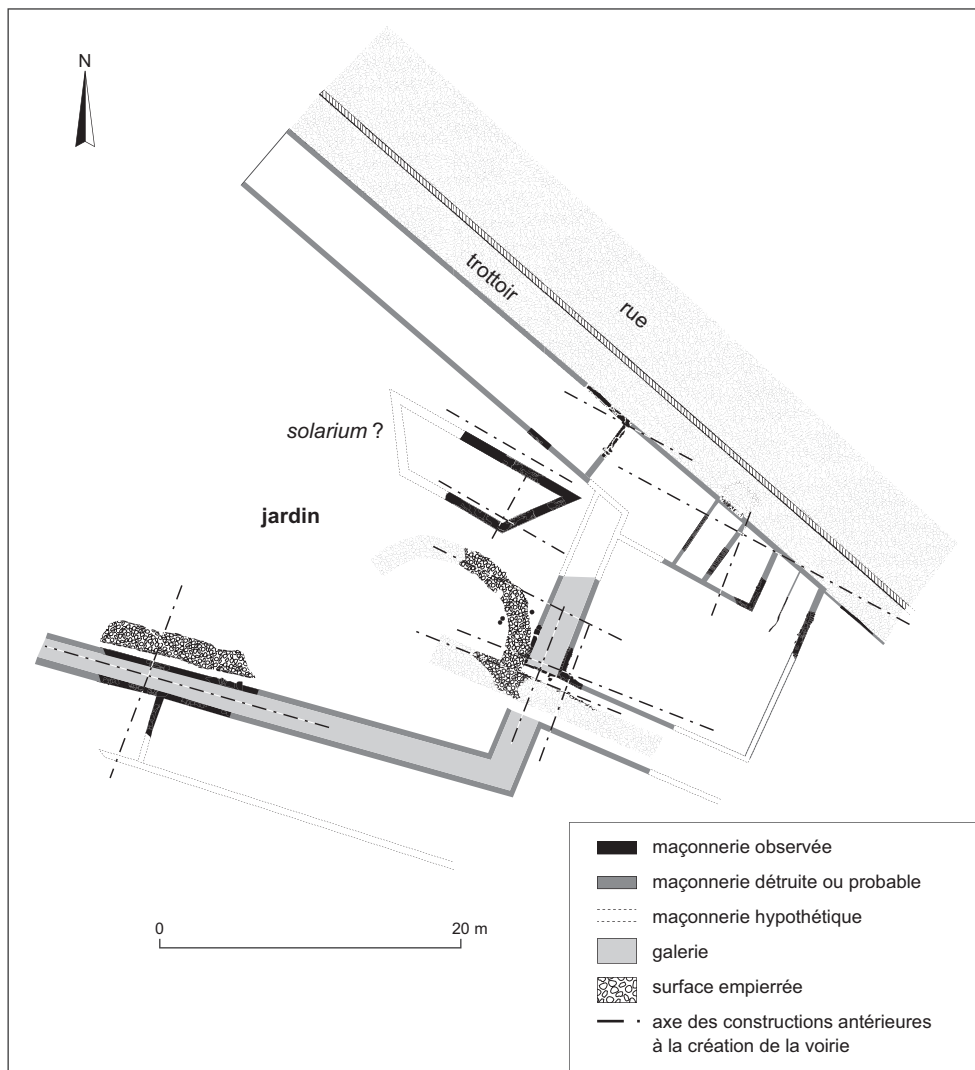 N
trottoir
rue
solarium ?
jardin
0
20 m
maçonnerie observée
maçonnerie détruite ou probable
maçonnerie hypothétique
galerie
surface empierrée
axe des constructions antérieures
à la création de la voirie